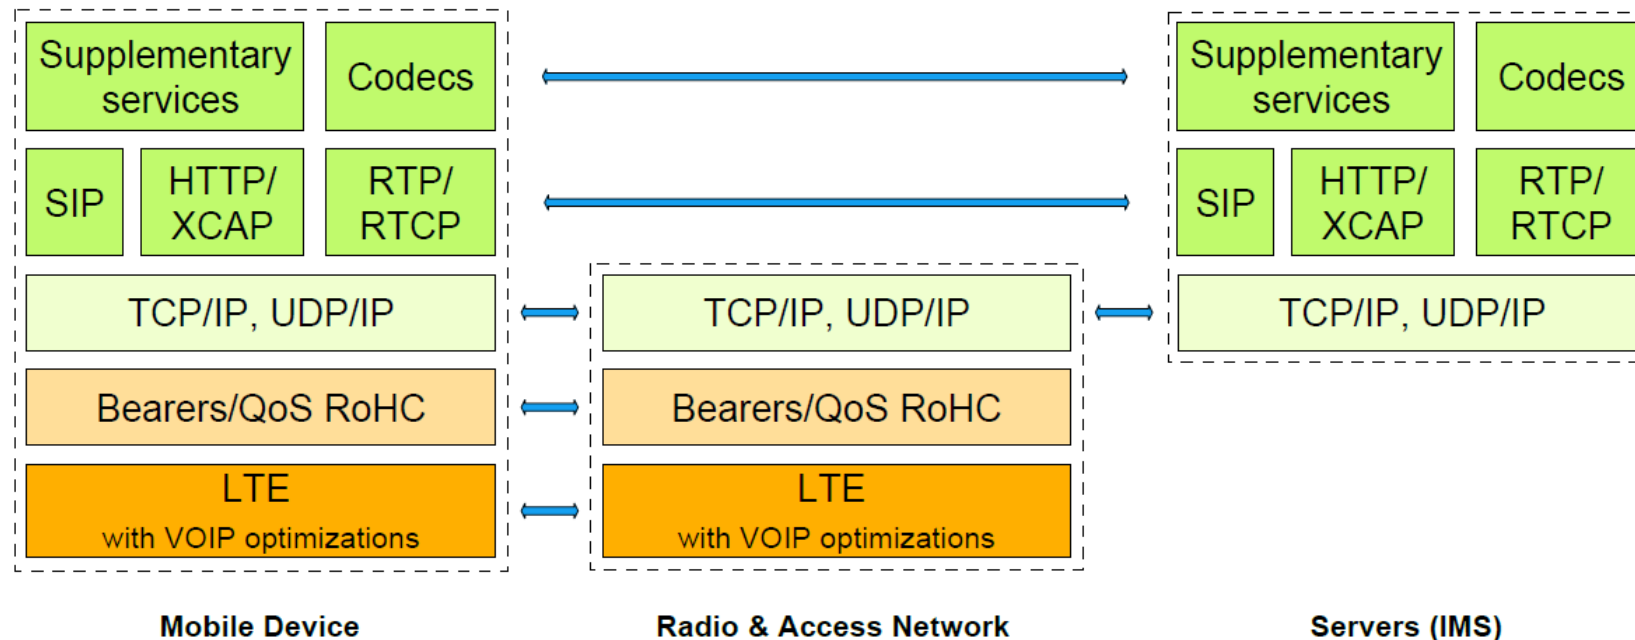 Supplementary
services
Codecs
SIP
HTTP/
XCAP
RTP/
RTCP
TCP/IP, UDP/IP
Bearers/QoS RoHC
LTE
with VOIP optimizations
Mobile Device
TCP/IP, UDP/IP
Bearers/QoS RoHC
LTE
with VOIP optimizations
Radio & Access Network
Supplementary
services
Codecs
SIP
HTTP/
XCAP
RTP/
RTCP
TCP/IP, UDP/IP
Servers (IMS)